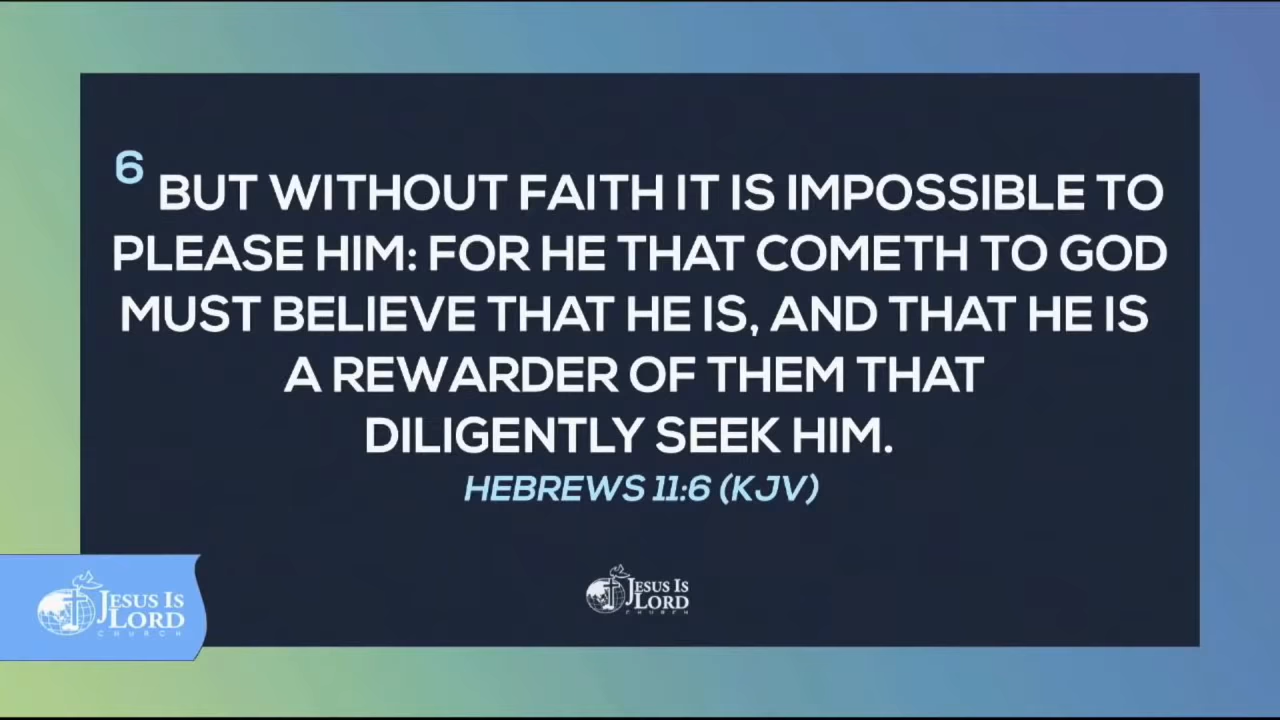 6 BUT WITHOUT FAITH IT IS IMPOSSIBLE TO
PLEASE HIM: FOR HE THAT COMETH TO GOD
MUST BELIEVE THAT HE IS, AND THAT HE IS
A REWARDER OF THEM THAT
DILIGENTLY SEEK HIM.
HEBREWS 11:6 (KJV)
JESUS IS
LORD
CHURCH
JESUS IS
LORD
CHURCH